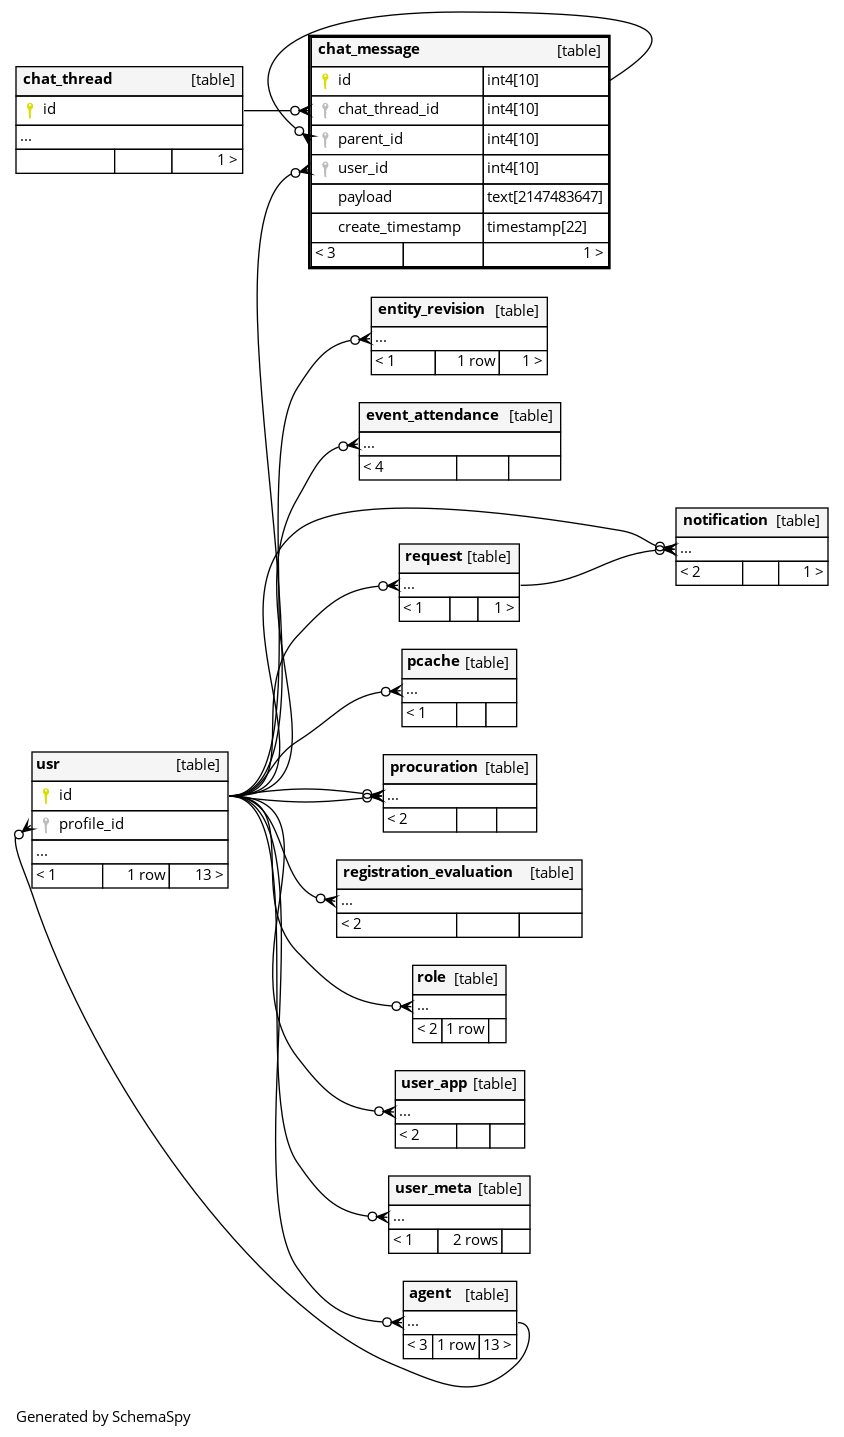 chat_message [table]
id int4[10]
chat_thread_id int4[10]
parent_id int4[10]
user_id int4[10]
payload text[2147483647]
create_timestamp timestamp[22]
< 3 1 >
chat_thread [table]
id
...
1 >
entity_revision [table]
...
< 1 1 row 1 >
event_attendance [table]
...
< 4
notification [table]
...
< 2 1 >
request [table]
...
< 1 1 >
pcache [table]
...
< 1
usr [table]
id
profile_id
...
< 1 1 row 13 >
procuration [table]
...
< 2
registration_evaluation [table]
...
< 2
role [table]
...
< 2 1 row
user_app [table]
...
< 2
user_meta [table]
...
< 1 2 rows
agent [table]
...
< 3 1 row 13 >
Generated by SchemaSpy